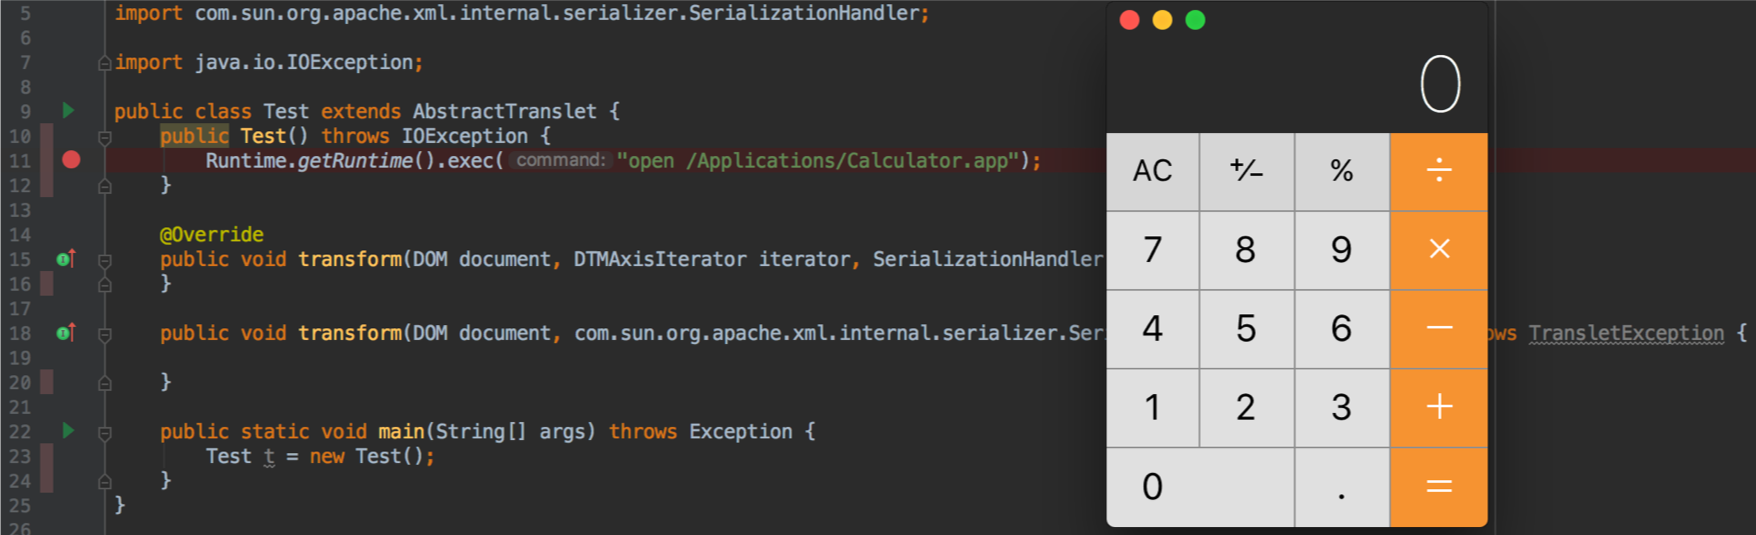 5 import com.sun.org.apache.xml.internal.serializer.SerializationHandler;
6
7 import java.io.IOException;
8
9 public class Test extends AbstractTranslet {
10 public Test() throws IOException {
11 Runtime.getRuntime().exec( command: "open /Applications/Calculator.app");
12 }
13
14 @Override
15 public void transform(DOM document, DTMAxisIterator iterator, SerializationHandler
16 }
17
18 public void transform(DOM document, com.sun.org.apache.xml.internal.serializer.Ser ows TransletException {
19
20 }
21
22 public static void main(String[] args) throws Exception {
23 Test t = new Test();
24 }
25 }
26
0
AC +/− % ÷
7 8 9 ×
4 5 6 −
1 2 3 +
0 . =